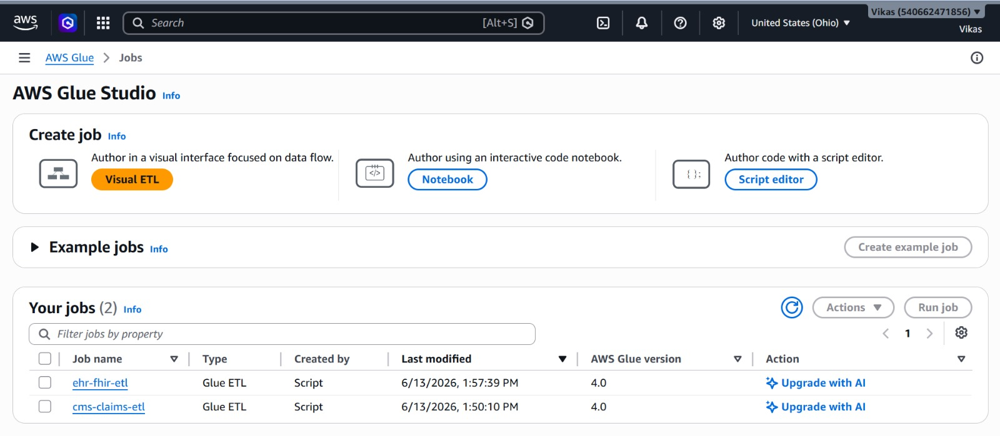 aws
Search [Alt+S]
United States (Ohio)
Vikas (540662471856)
Vikas
AWS Glue > Jobs
AWS Glue Studio Info
Create job Info
Author in a visual interface focused on data flow.
Visual ETL
Author using an interactive code notebook.
Notebook
Author code with a script editor.
Script editor
Example jobs Info
Create example job
Your jobs (2) Info
Actions
Run job
Filter jobs by property
1
Job name Type Created by Last modified AWS Glue version Action
ehr-fhir-etl Glue ETL Script 6/13/2026, 1:57:39 PM 4.0 Upgrade with AI
cms-claims-etl Glue ETL Script 6/13/2026, 1:50:10 PM 4.0 Upgrade with AI